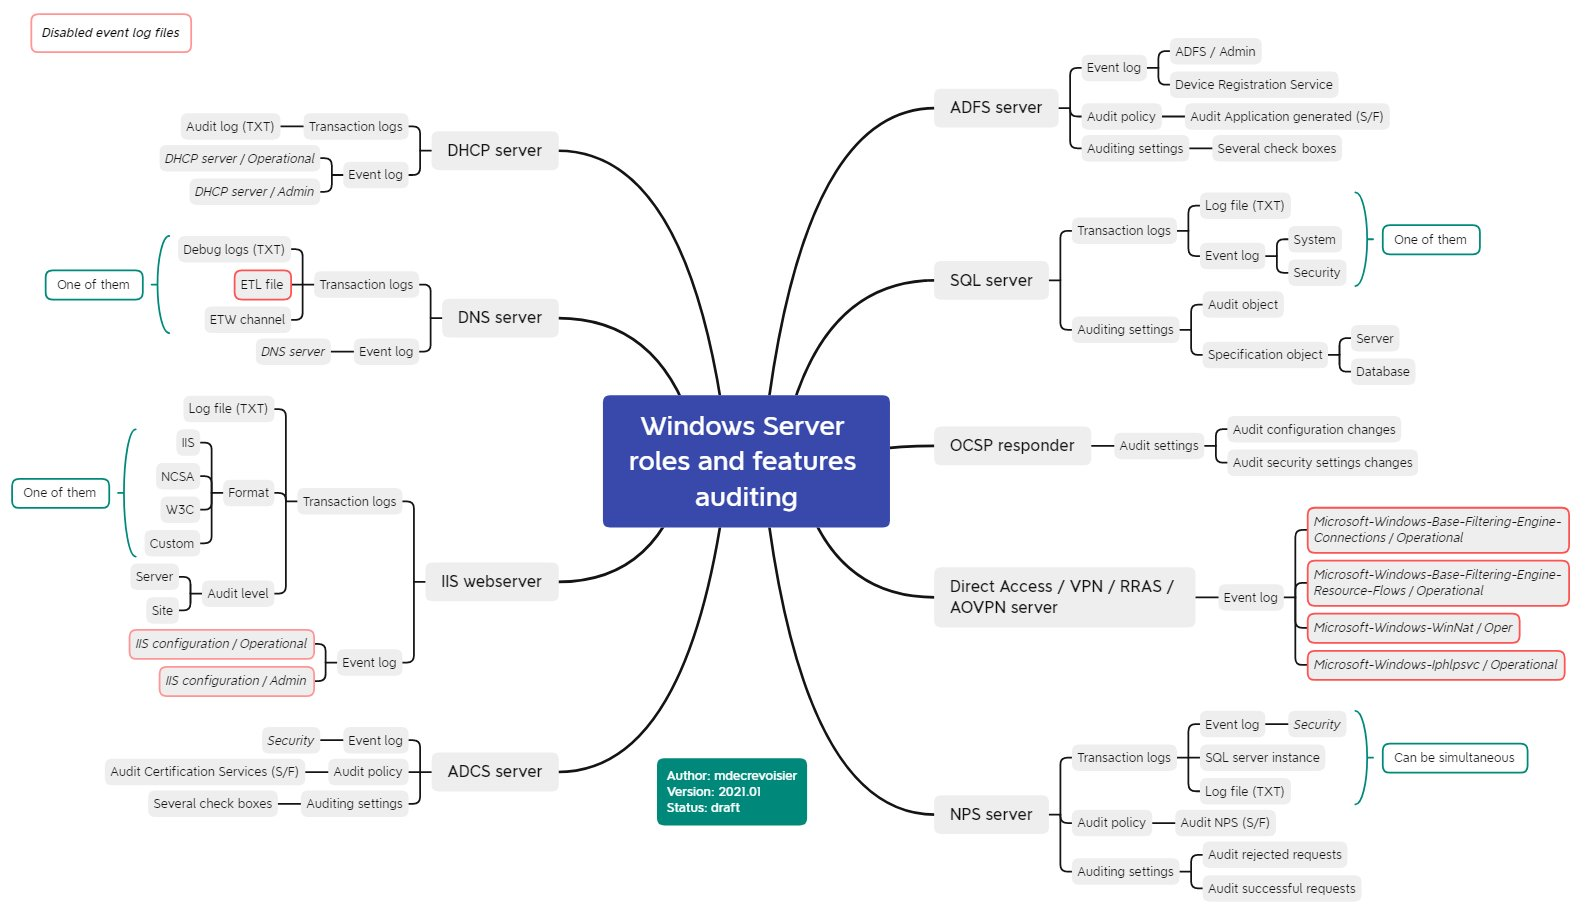 Disabled event log files
Windows Server
roles and features
auditing
DHCP server
Transaction logs
Audit log (TXT)
Event log
DHCP server / Operational
DHCP server / Admin
DNS server
Transaction logs
Debug logs (TXT)
ETL file
ETW channel
One of them
Event log
DNS server
IIS webserver
Transaction logs
Log file (TXT)
Format
IIS
NCSA
W3C
Custom
One of them
Audit level
Server
Site
Event log
IIS configuration / Operational
IIS configuration / Admin
ADCS server
Event log
Security
Audit policy
Audit Certification Services (S/F)
Auditing settings
Several check boxes
ADFS server
Event log
ADFS / Admin
Device Registration Service
Audit policy
Audit Application generated (S/F)
Auditing settings
Several check boxes
SQL server
Transaction logs
Log file (TXT)
Event log
System
Security
One of them
Auditing settings
Audit object
Specification object
Server
Database
OCSP responder
Audit settings
Audit configuration changes
Audit security settings changes
Direct Access / VPN / RRAS /
AOVPN server
Event log
Microsoft-Windows-Base-Filtering-Engine-
Connections / Operational
Microsoft-Windows-Base-Filtering-Engine-
Resource-Flows / Operational
Microsoft-Windows-WinNat / Oper
Microsoft-Windows-Iphlpsvc / Operational
NPS server
Transaction logs
Event log
Security
SQL server instance
Log file (TXT)
Can be simultaneous
Audit policy
Audit NPS (S/F)
Auditing settings
Audit rejected requests
Audit successful requests
Author: mdecrevoisier
Version: 2021.01
Status: draft